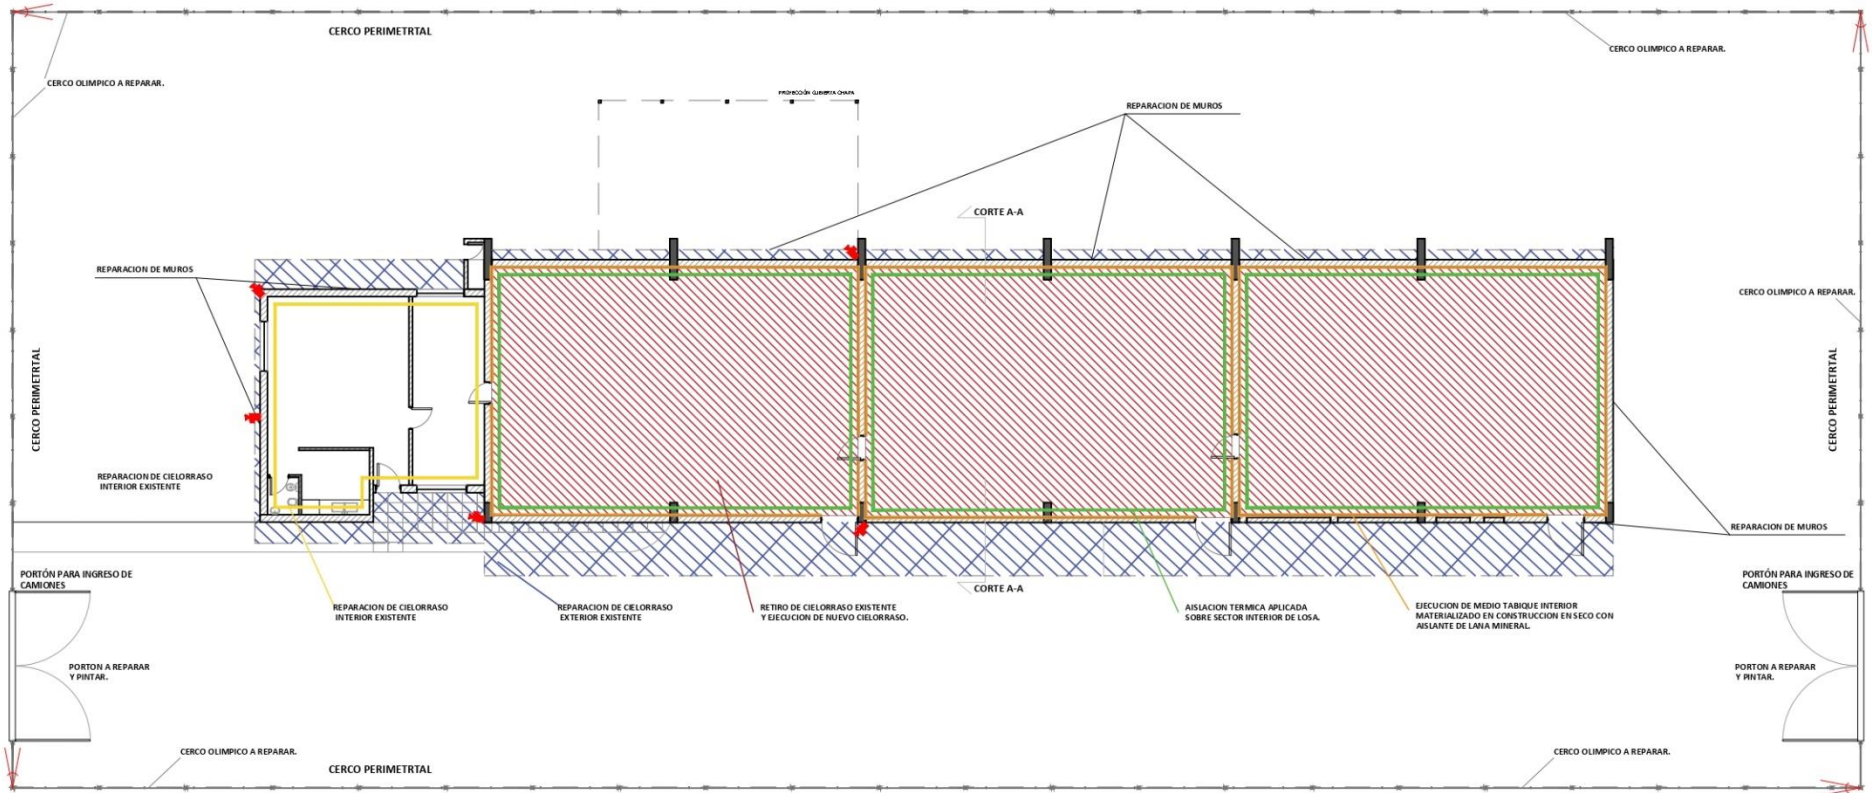 CERCO PERIMETRTAL
CERCO OLIMPICO A REPARAR.
CERCO OLIMPICO A REPARAR.
PROYECCIÓN CUBIERTA CHAPA
REPARACION DE MUROS
CORTE A-A
REPARACION DE MUROS
CERCO OLIMPICO A REPARAR.
CERCO PERIMETRTAL
CERCO PERIMETRTAL
REPARACION DE CIELORRASO
INTERIOR EXISTENTE
REPARACION DE MUROS
PORTÓN PARA INGRESO DE
CAMIONES
CORTE A-A
PORTÓN PARA INGRESO DE
CAMIONES
REPARACION DE CIELORRASO
INTERIOR EXISTENTE
REPARACION DE CIELORRASO
EXTERIOR EXISTENTE
RETIRO DE CIELORRASO EXISTENTE
Y EJECUCION DE NUEVO CIELORRASO.
AISLACION TERMICA APLICADA
SOBRE SECTOR INTERIOR DE LOSA.
EJECUCION DE MEDIO TABIQUE INTERIOR
MATERIALIZADO EN CONSTRUCCION EN SECO CON
AISLANTE DE LANA MINERAL.
PORTON A REPARAR
Y PINTAR.
PORTON A REPARAR
Y PINTAR.
CERCO OLIMPICO A REPARAR.
CERCO PERIMETRTAL
CERCO OLIMPICO A REPARAR.